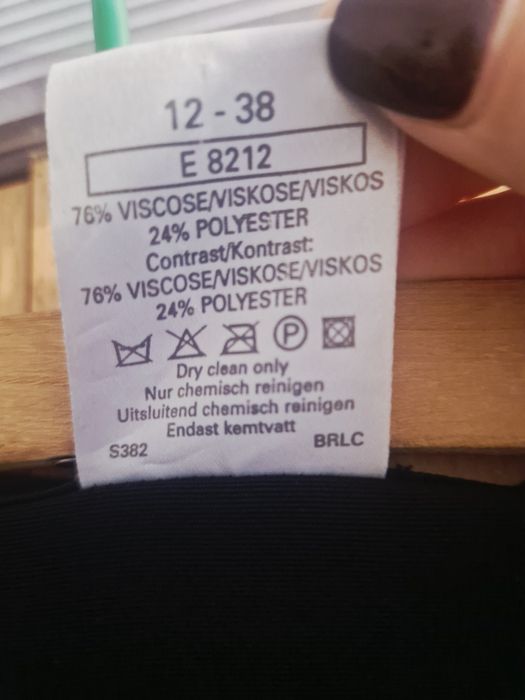 12 - 38
E 8212
76% VISCOSE/VISKOSE/VISKOS
24% POLYESTER
Contrast/Kontrast:
76% VISCOSE/VISKOSE/VISKOS
24% POLYESTER
P
Dry clean only
Nur chemisch reinigen
Uitsluitend chemisch reinigen
Endast kemtvatt
S382 BRLC